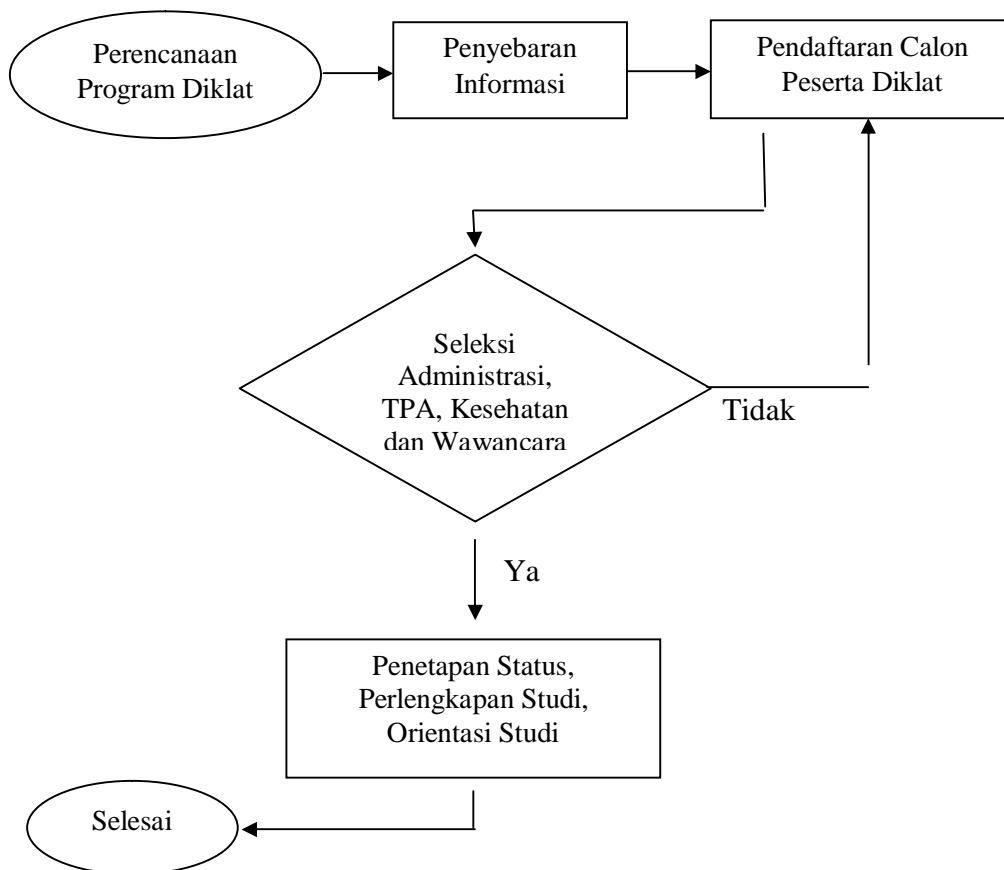 Perencanaan
Program Diklat
Penyebaran
Informasi
Pendaftaran Calon
Peserta Diklat
Seleksi
Administrasi,
TPA, Kesehatan
dan Wawancara
Tidak
Ya
Penetapan Status,
Perlengkapan Studi,
Orientasi Studi
Selesai